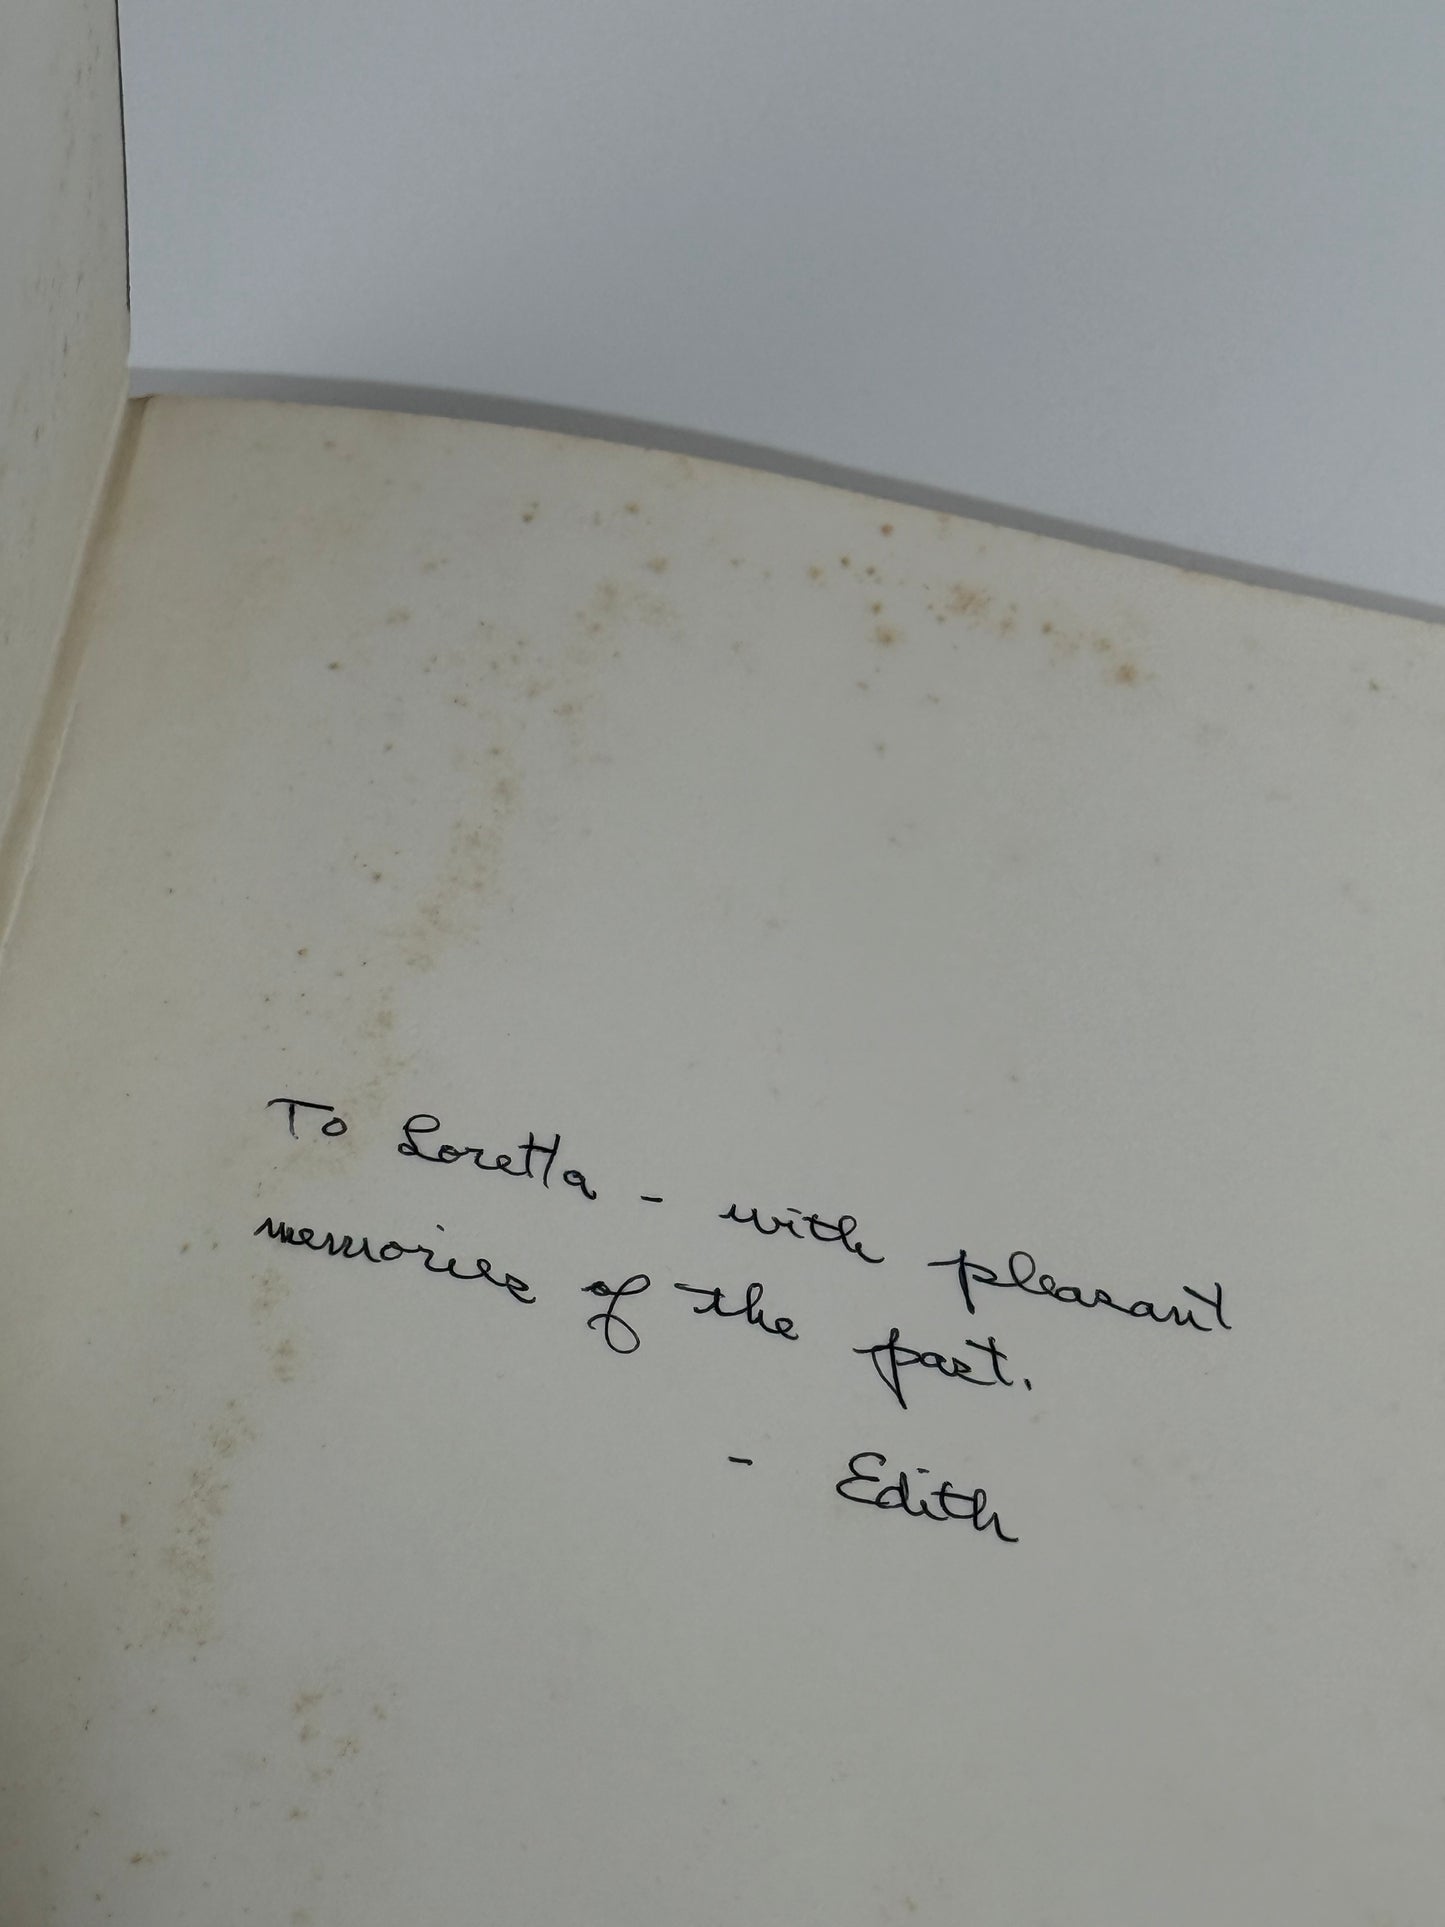 To Loretta - with pleasant
memories of the past.
- Edith